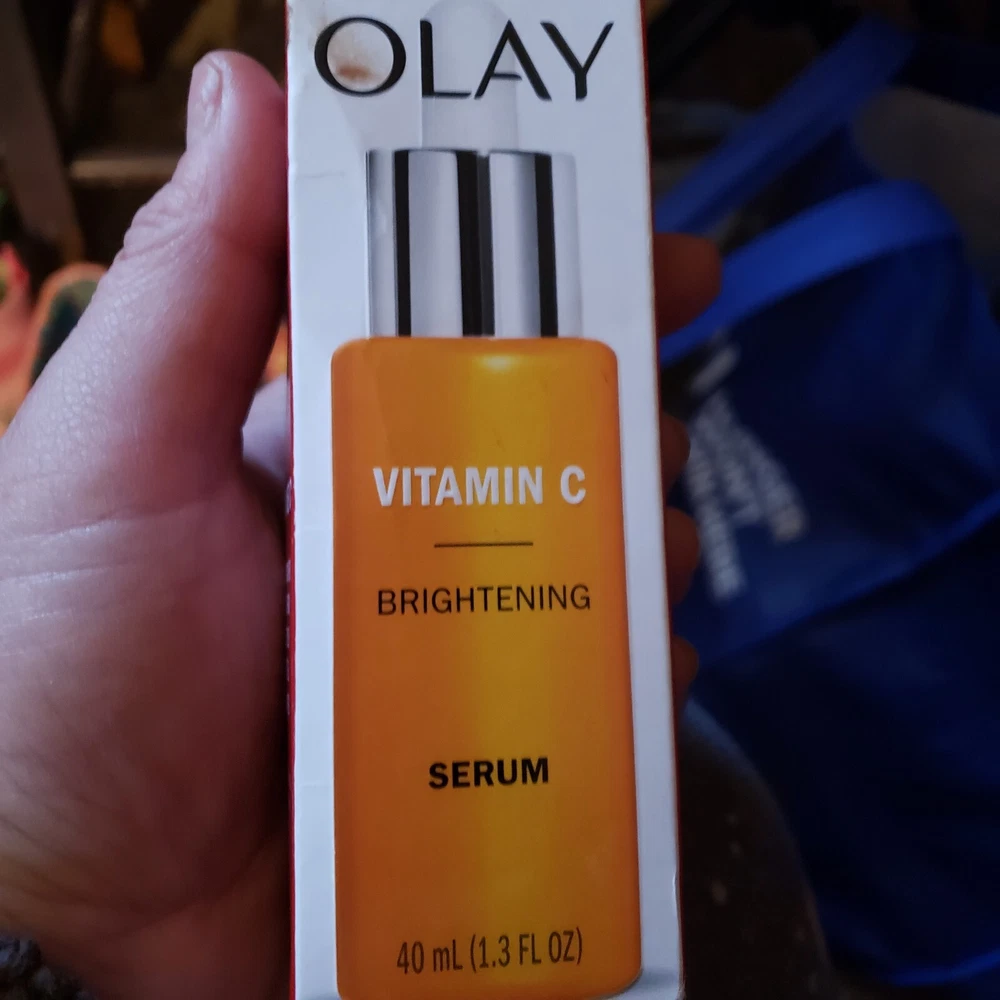 OLAY
VITAMIN C
BRIGHTENING
SERUM
40 mL (1.3 FL OZ)